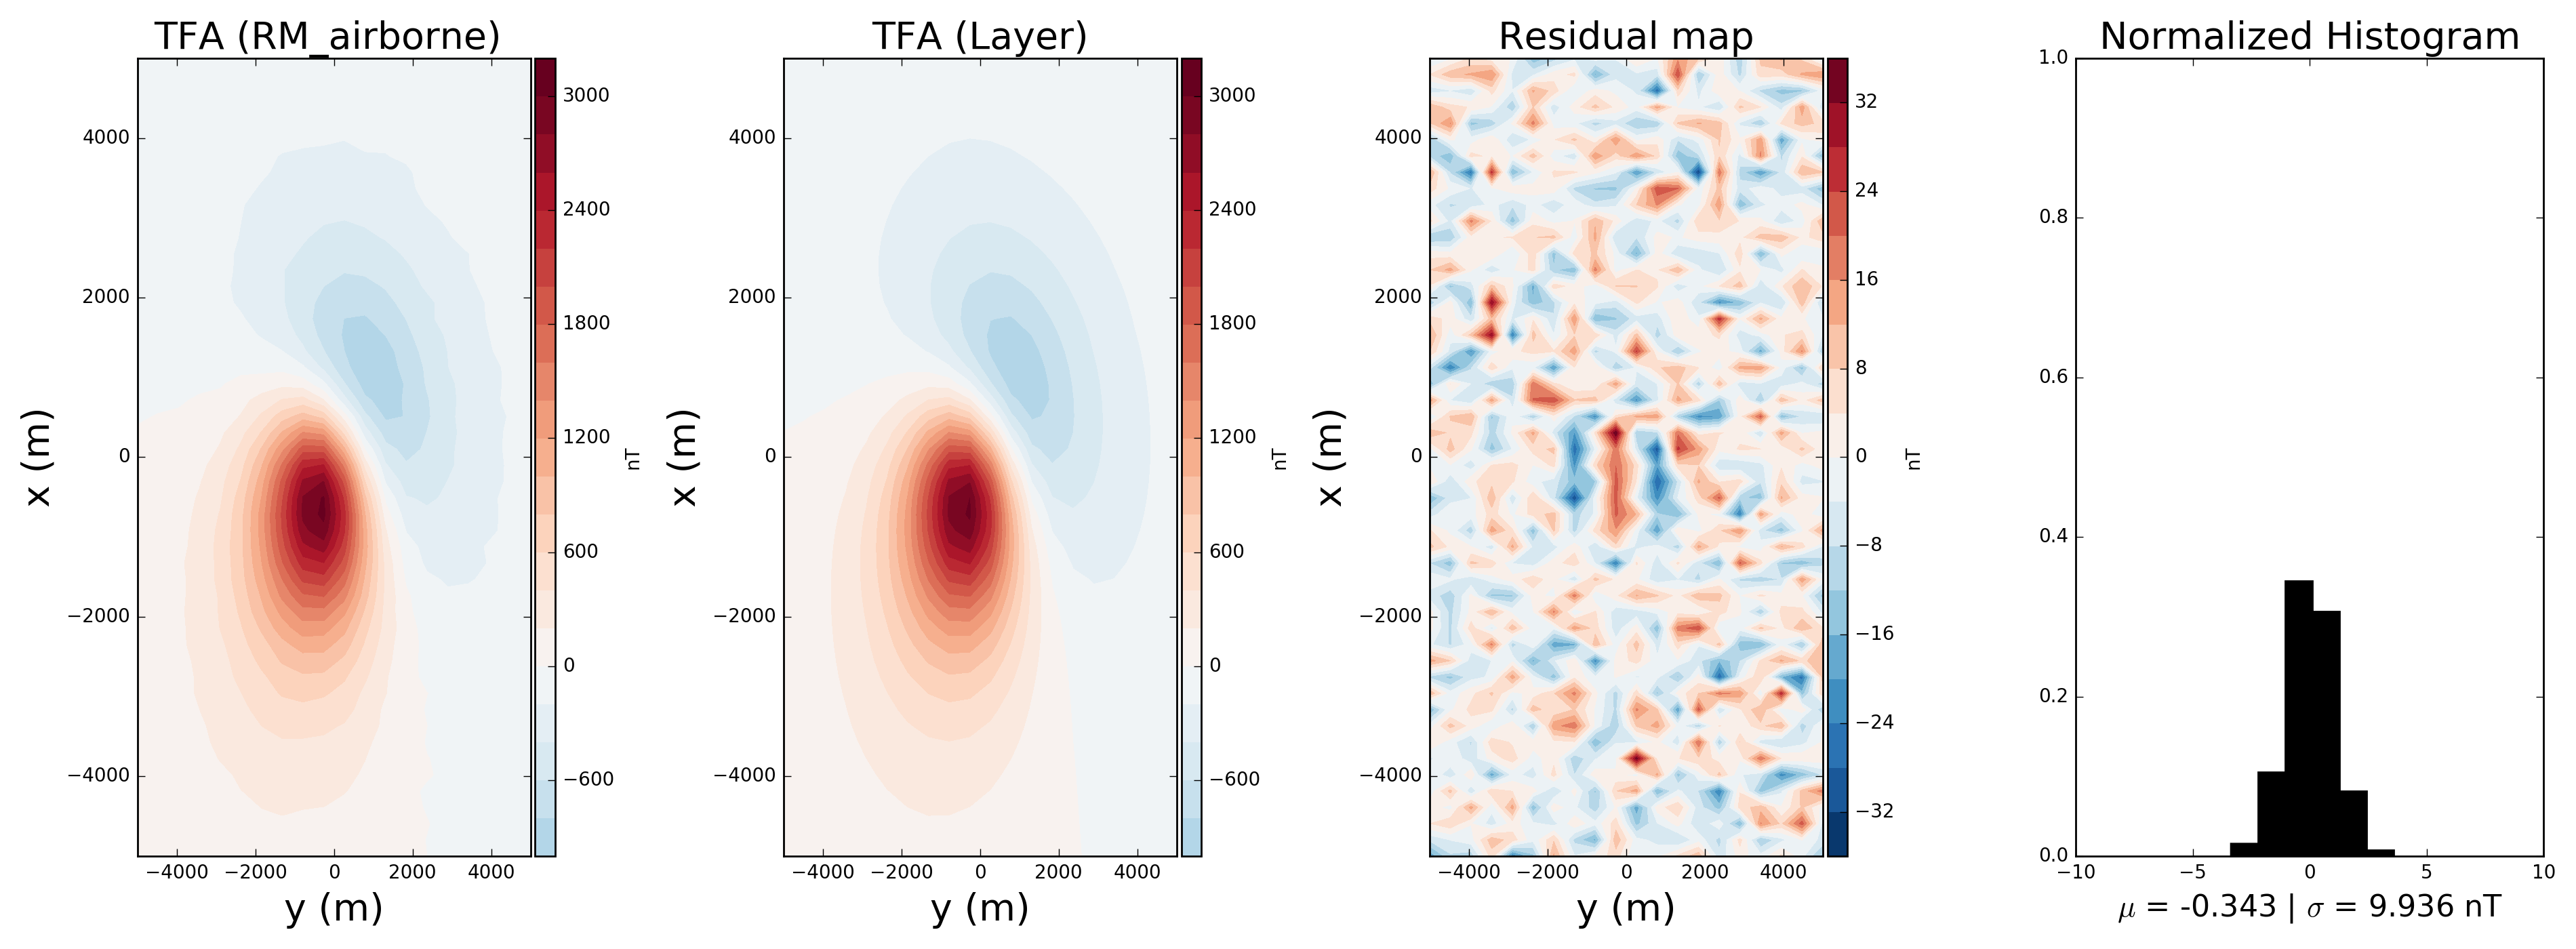 TFA (RM_airborne)
TFA (Layer)
Residual map
Normalized Histogram
x (m)
4000
2000
0
−2000
−4000
−4000 −2000 0 2000 4000
y (m)
3000
2400
1800
1200
600
0
−600
nT
x (m)
4000
2000
0
−2000
−4000
−4000 −2000 0 2000 4000
y (m)
3000
2400
1800
1200
600
0
−600
nT
x (m)
4000
2000
0
−2000
−4000
−4000 −2000 0 2000 4000
y (m)
32
24
16
8
0
−8
−16
−24
−32
nT
1.0
0.8
0.6
0.4
0.2
0.0
−10 −5 0 5 10
μ = -0.343 | σ = 9.936 nT